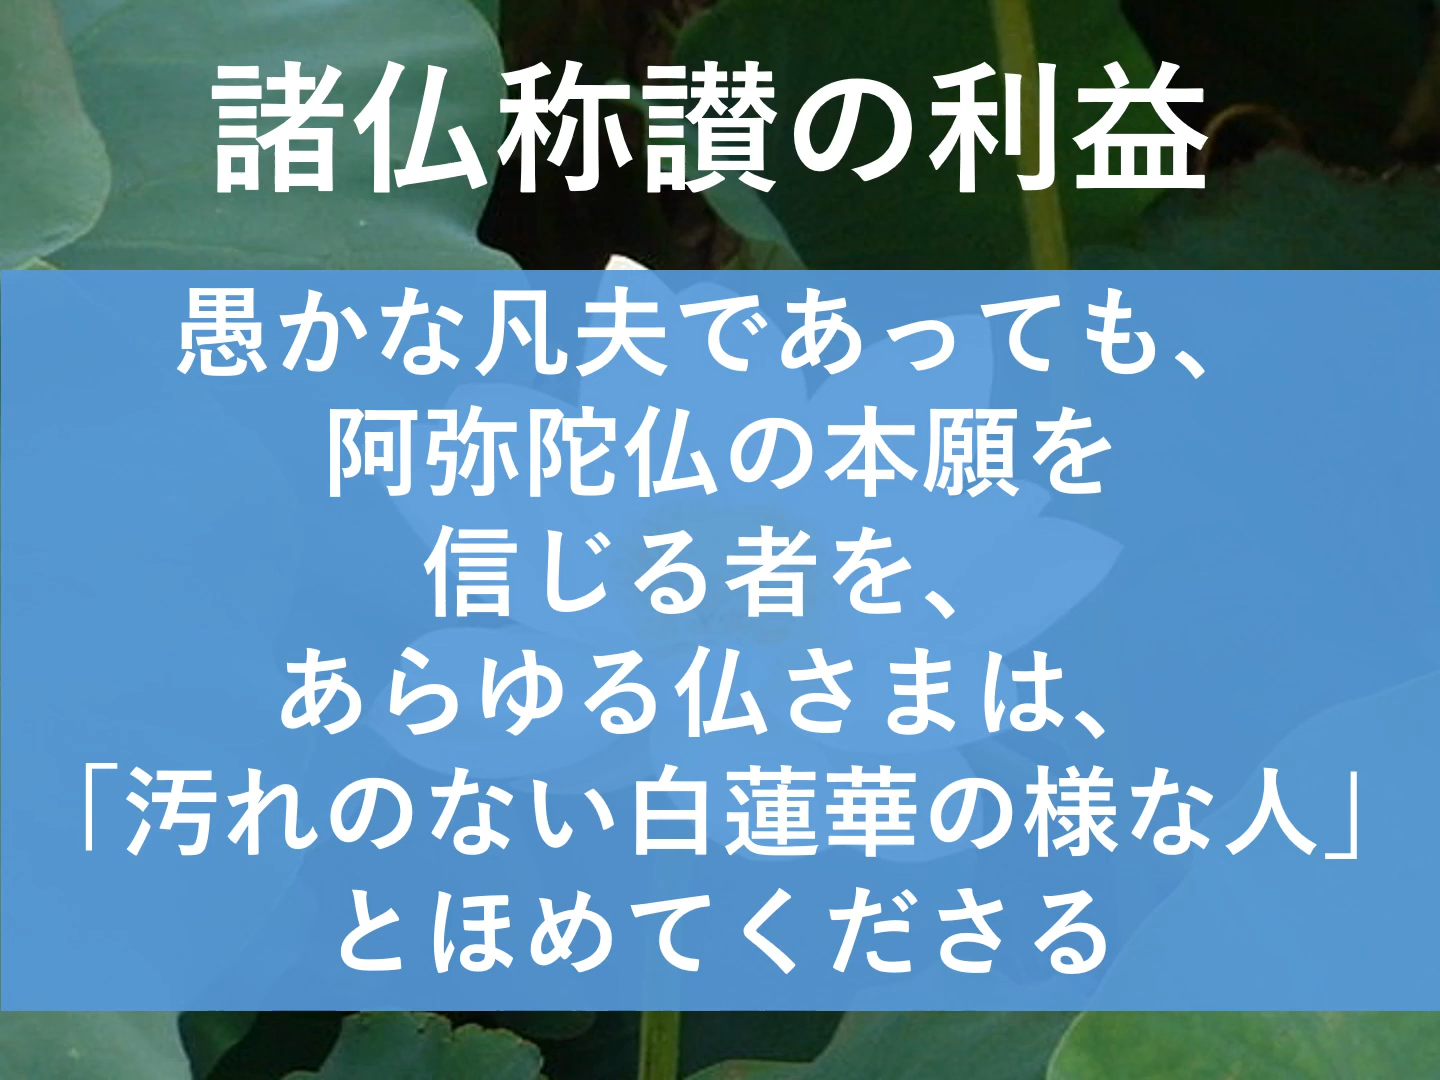 諸仏称讃の利益
愚かな凡夫であっても、
阿弥陀仏の本願を
信じる者を、
あらゆる仏さまは、
「汚れのない白蓮華の様な人」
とほめてくださる